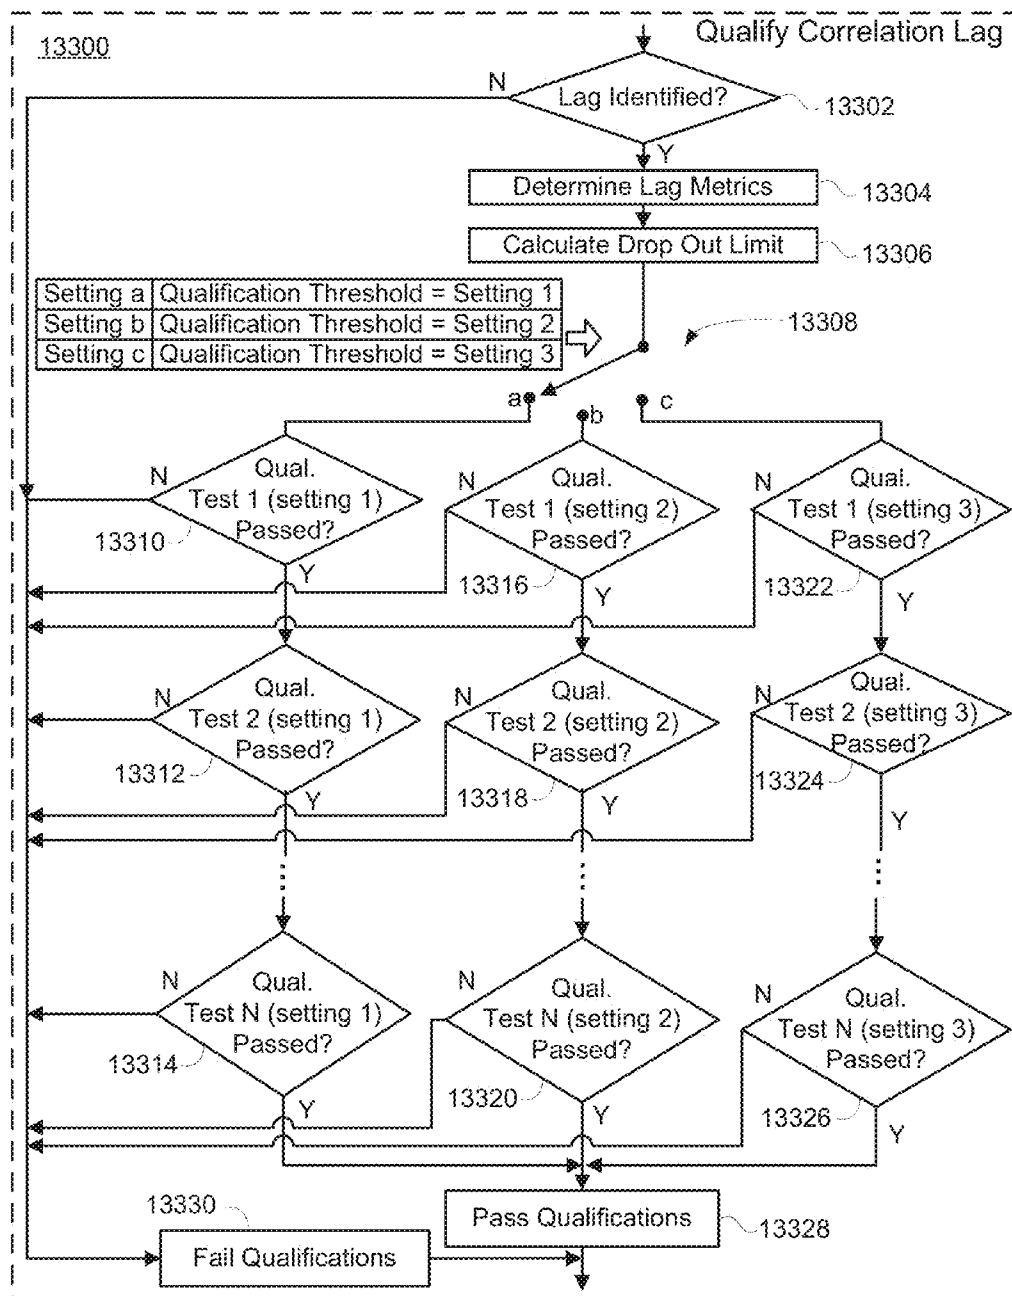 13300
Qualify Correlation Lag
N
Lag Identified?
13302
Y
Determine Lag Metrics
13304
Calculate Drop Out Limit
13306
Setting a Qualification Threshold = Setting 1
Setting b Qualification Threshold = Setting 2
Setting c Qualification Threshold = Setting 3
13308
a
b
c
N
Qual.
Test 1 (setting 1)
Passed?
13310
Y
N
Qual.
Test 1 (setting 2)
Passed?
13316
Y
N
Qual.
Test 1 (setting 3)
Passed?
13322
Y
N
Qual.
Test 2 (setting 1)
Passed?
13312
Y
N
Qual.
Test 2 (setting 2)
Passed?
13318
Y
N
Qual.
Test 2 (setting 3)
Passed?
13324
Y
N
Qual.
Test N (setting 1)
Passed?
13314
Y
N
Qual.
Test N (setting 2)
Passed?
13320
Y
N
Qual.
Test N (setting 3)
Passed?
13326
Y
13330
Fail Qualifications
Pass Qualifications
13328